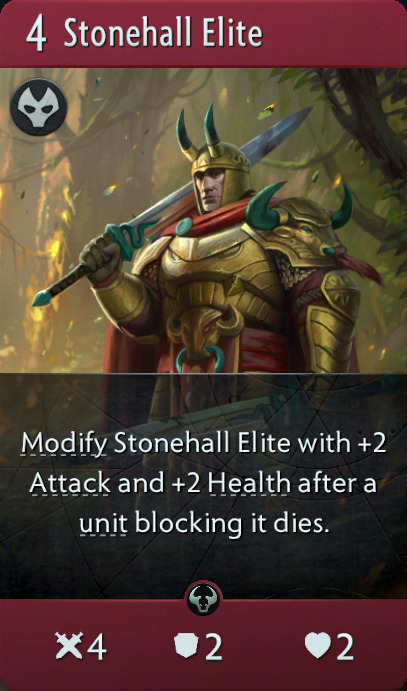 4 Stonehall Elite
Modify Stonehall Elite with +2
Attack and +2 Health after a
unit blocking it dies.
4 2 2